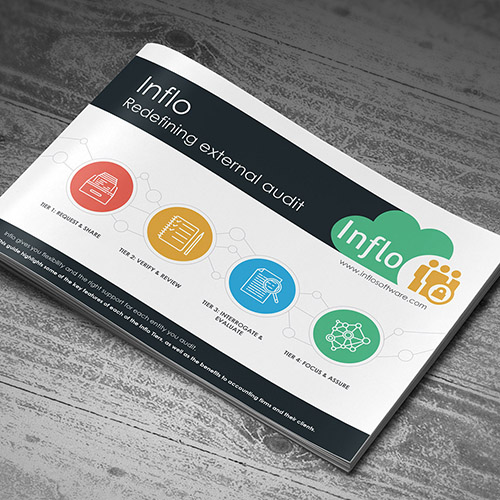 Inflo
Redefining external audit
Inflo
www.inflosoftware.com
TIER 1: REQUEST & SHARE
TIER 2: VERIFY & REVIEW
TIER 3: INTERROGATE &
EVALUATE
TIER 4: FOCUS & ASSURE
Inflo gives you flexibility and the right support for each entity you audit.
This guide highlights some of the key features of each of the Inflo tiers, as well as the benefits to accounting firms and their clients.